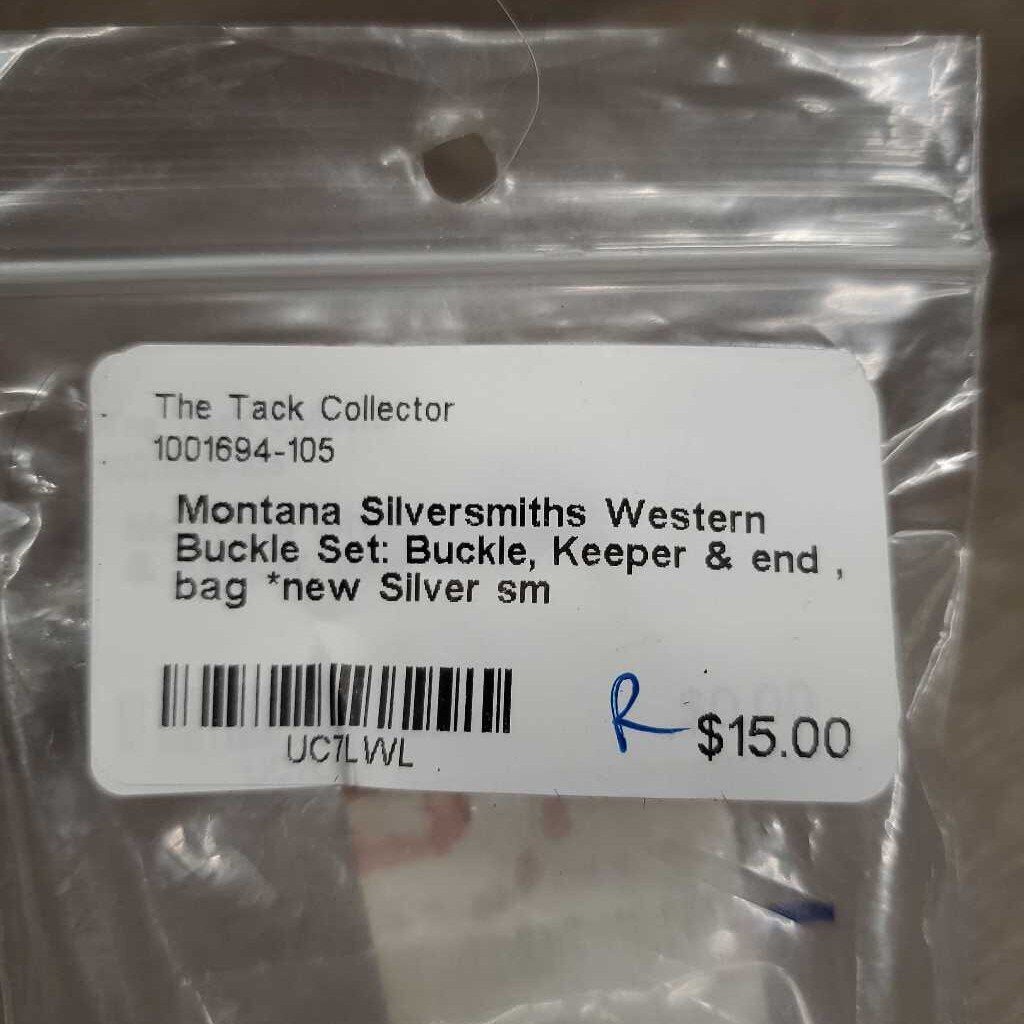 The Tack Collector
1001694-105
Montana Silversmiths Western
Buckle Set: Buckle, Keeper & end ,
bag *new Silver sm
UC7LWL
R $15.00